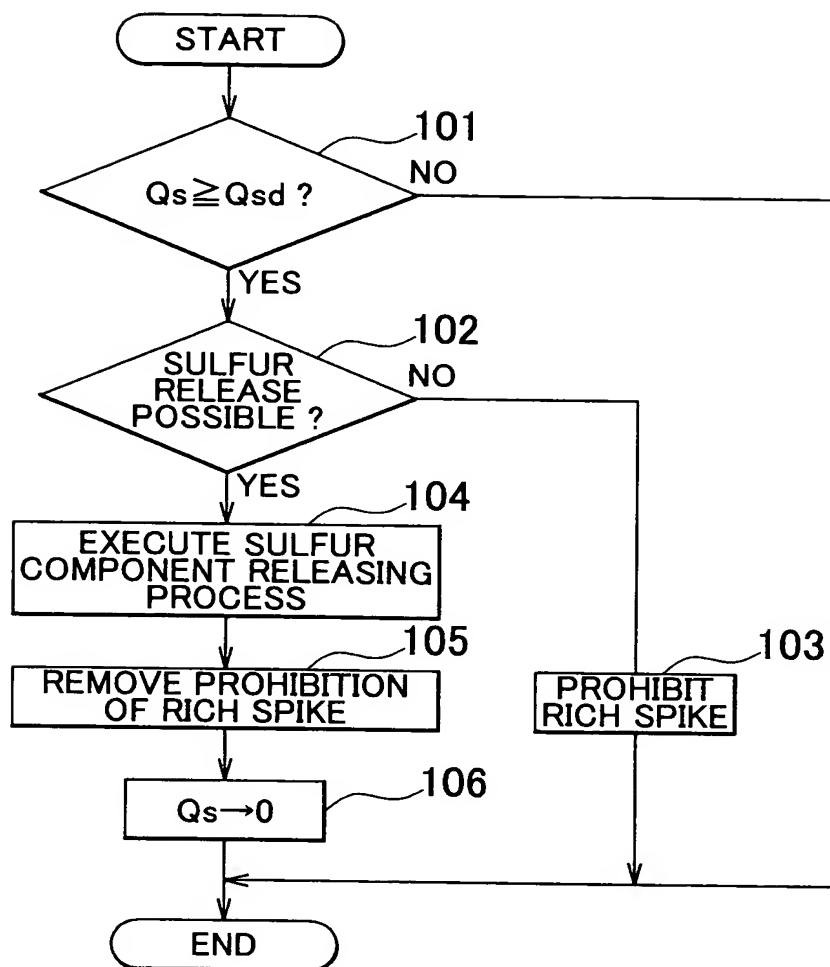 START
101
Qs≧Qsd ?
NO
YES
102
SULFUR
RELEASE
POSSIBLE ?
NO
YES
104
EXECUTE SULFUR
COMPONENT RELEASING
PROCESS
105
REMOVE PROHIBITION
OF RICH SPIKE
103
PROHIBIT
RICH SPIKE
106
Qs→0
END